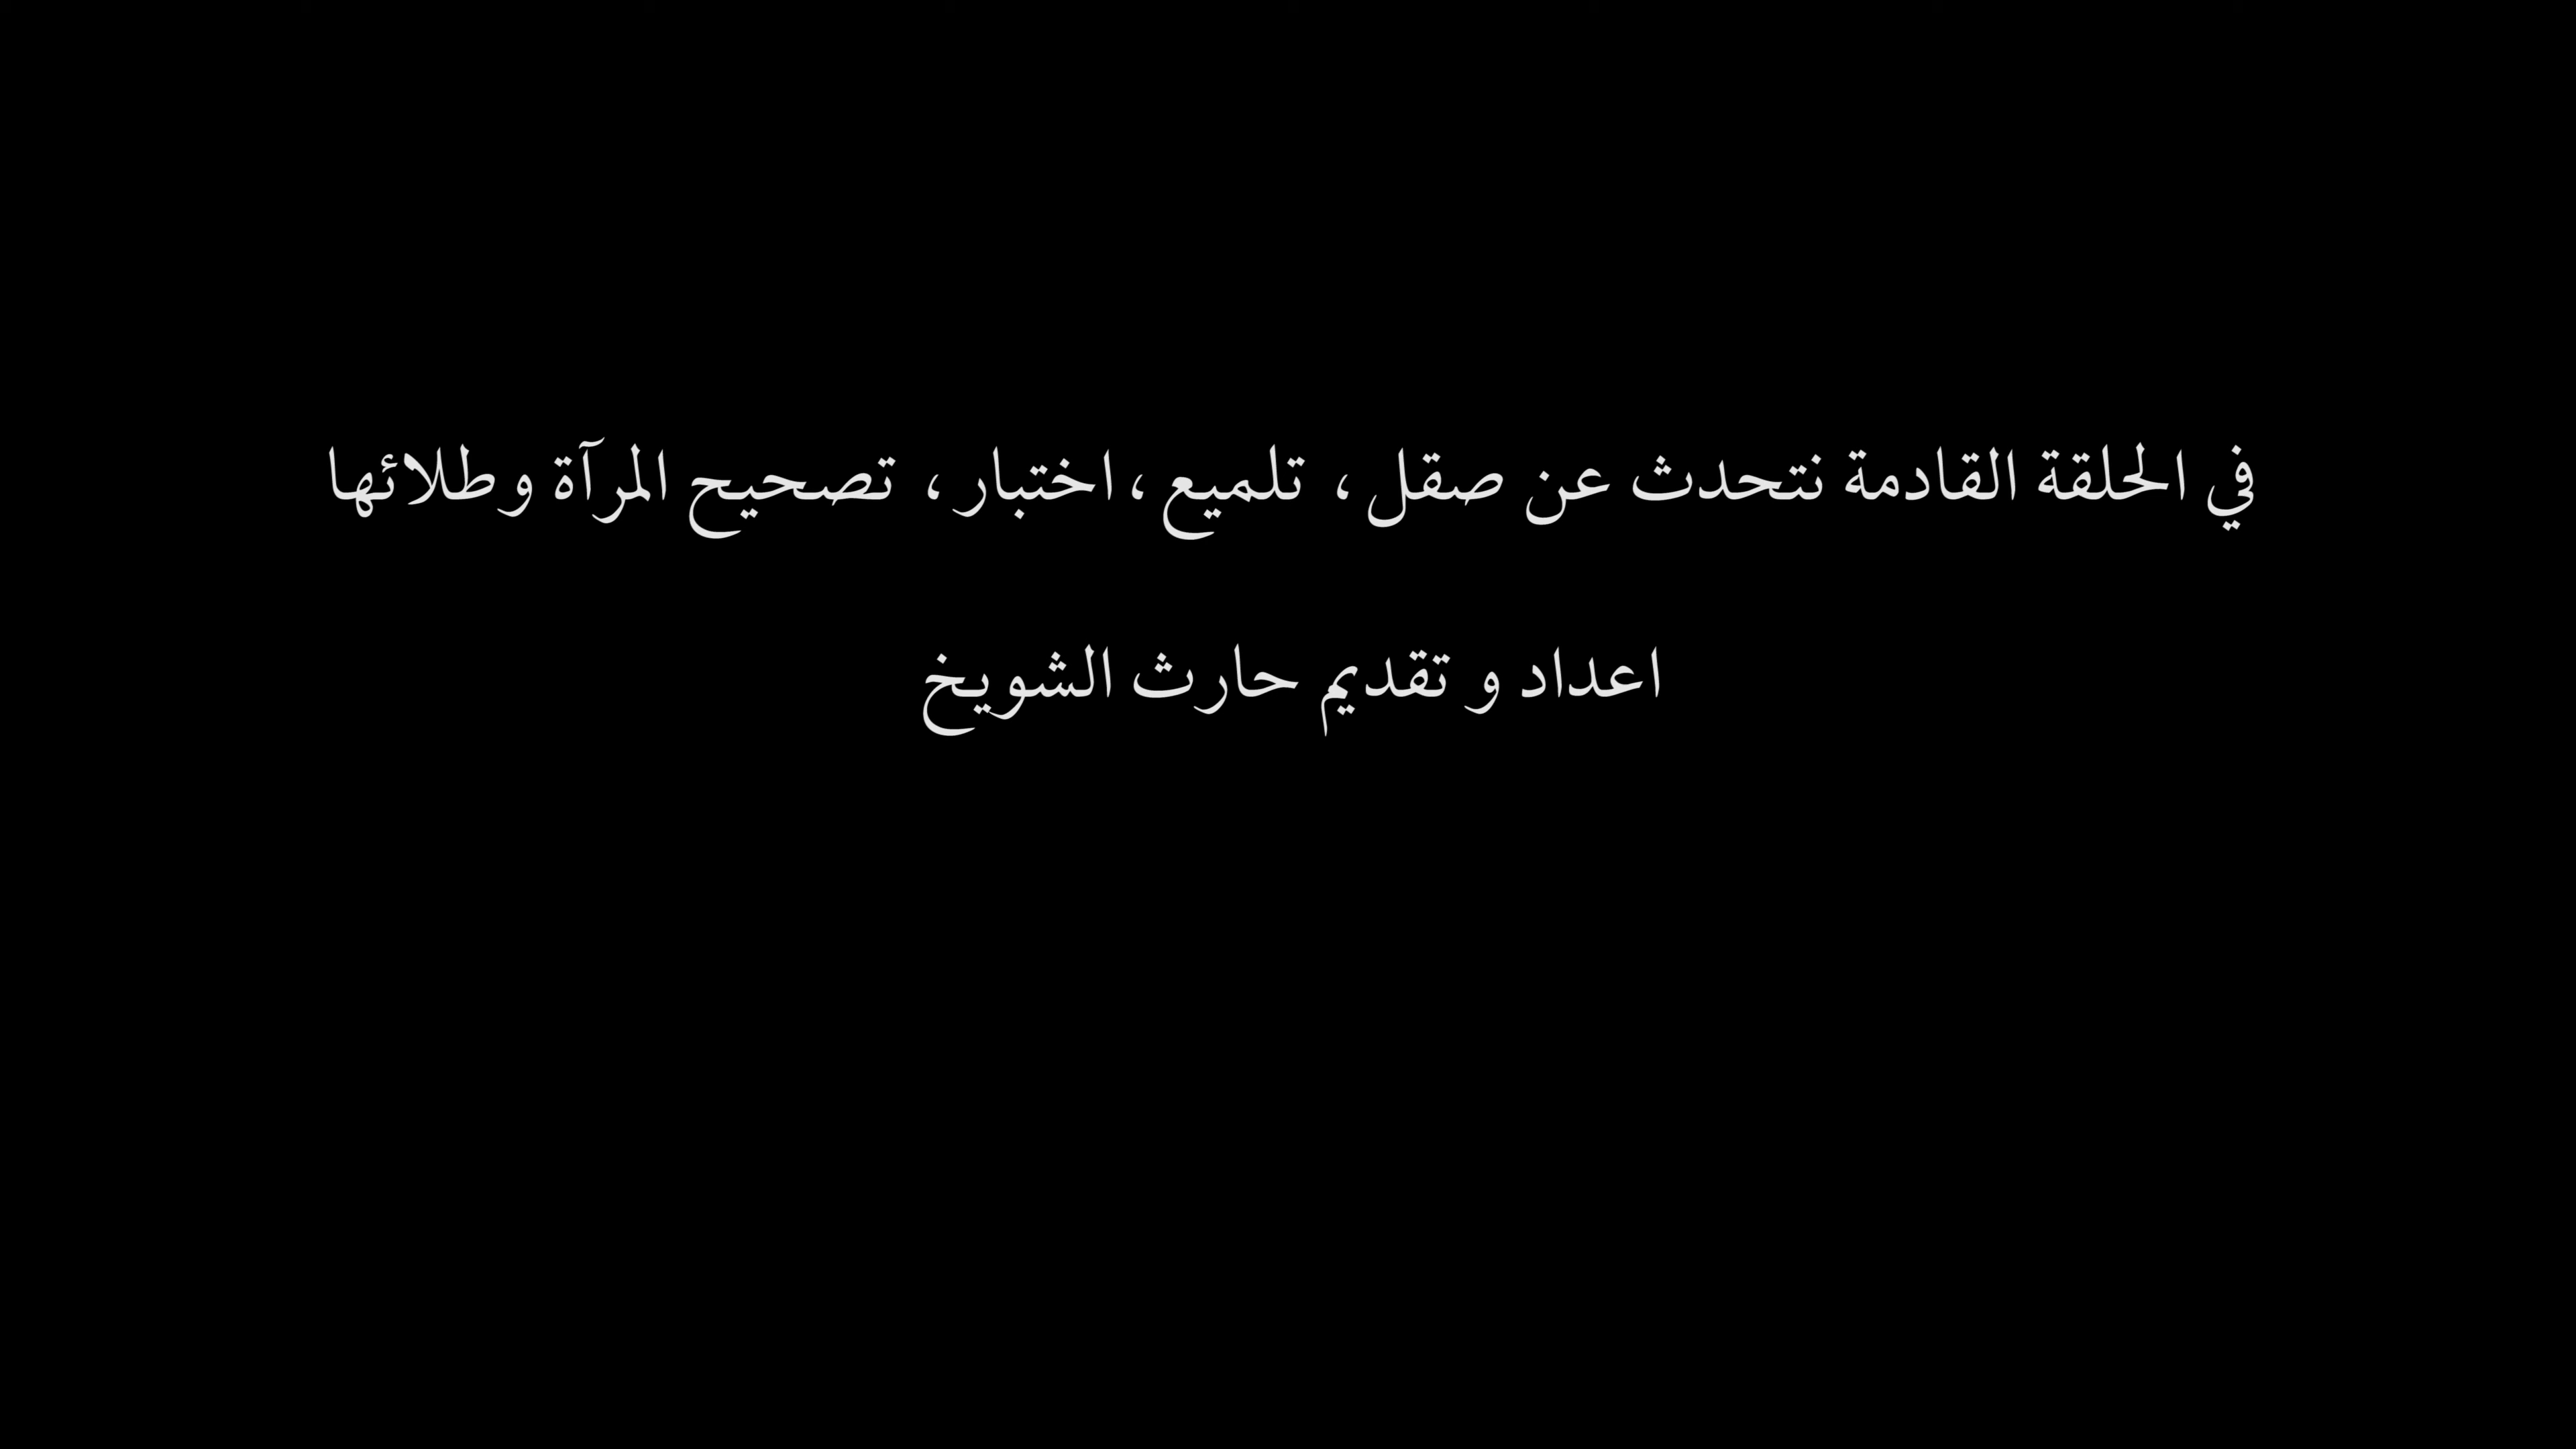 في الحلقة القادمة نتحدث عن صقل، تلميع، اختبار، تصحيح المرآة وطلائها
اعداد و تقديم حارث الشويخ